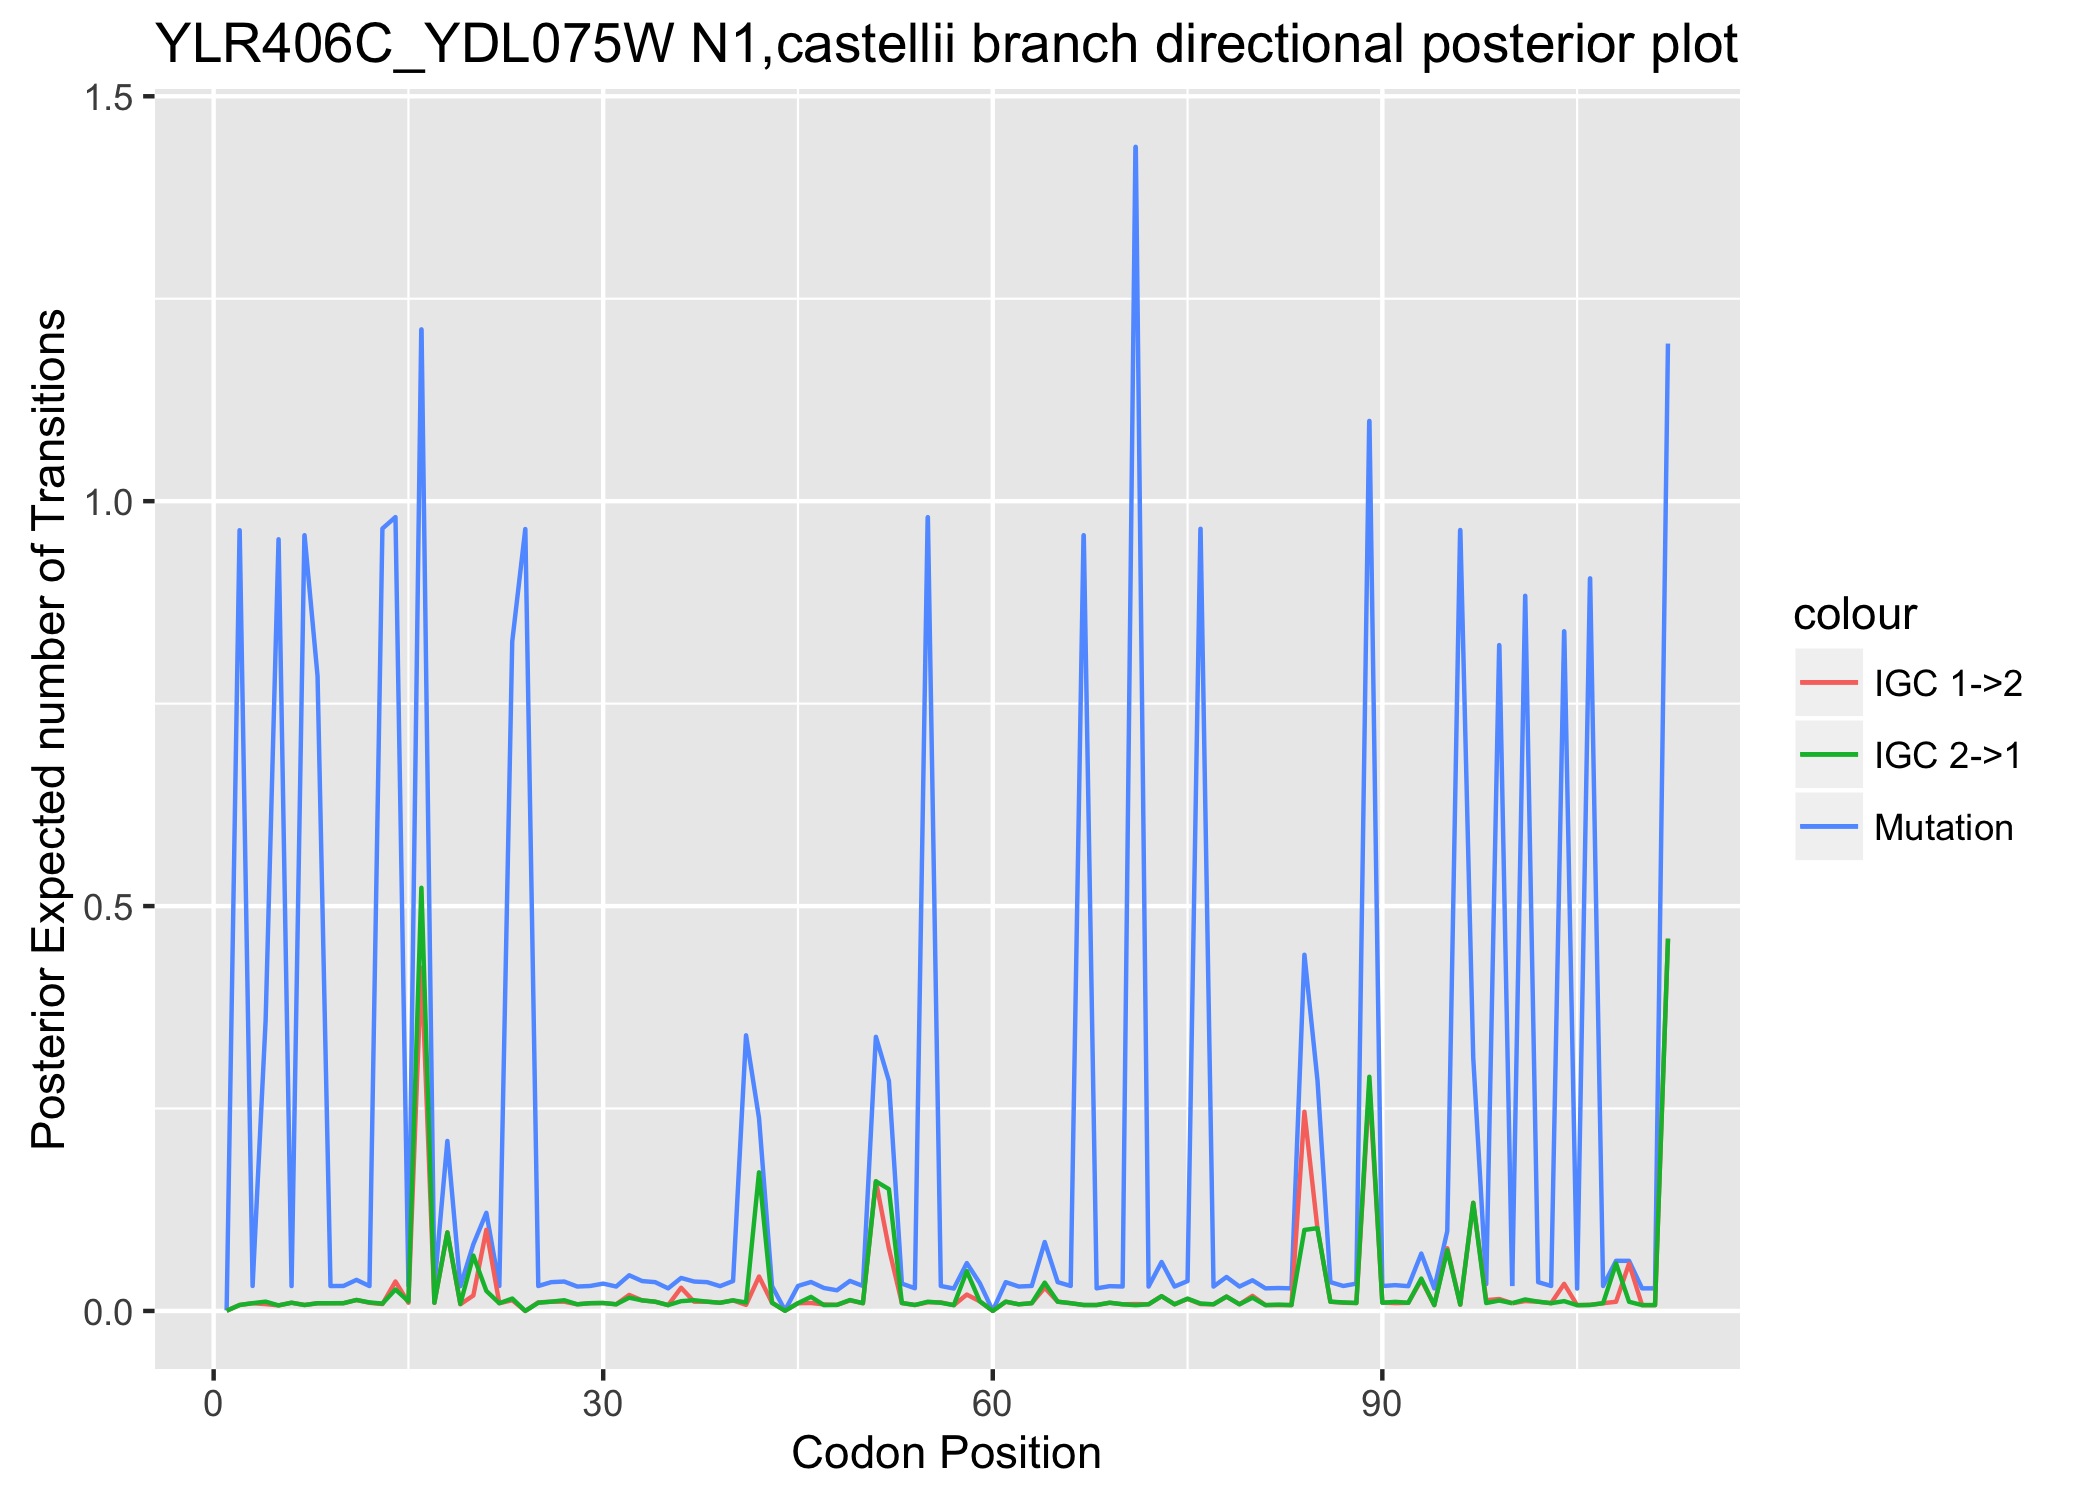 YLR406C_YDL075W N1,castellii branch directional posterior plot
Posterior Expected number of Transitions
1.5
1.0
0.5
0.0
0
30
60
90
Codon Position
colour
IGC 1->2
IGC 2->1
Mutation